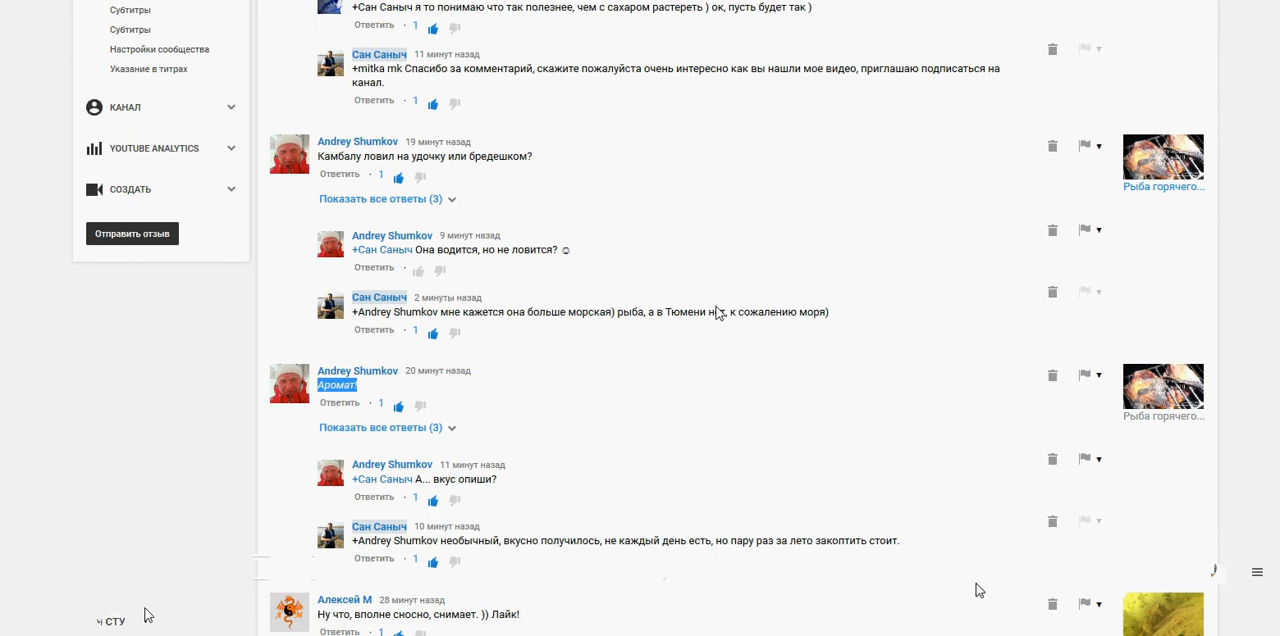 Субтитры
Субтитры
Настройки сообщества
Указание в титрах
КАНАЛ
YOUTUBE ANALYTICS
СОЗДАТЬ
Отправить отзыв
+Сан Саныч я то понимаю что так полезнее, чем с сахаром растереть ) ок, пусть будет так )
Ответить · 1
Сан Саныч 11 минут назад
+mitka mk Спасибо за комментарий, скажите пожалуйста очень интересно как вы нашли мое видео, приглашаю подписаться на
канал.
Ответить · 1
Andrey Shumkov 19 минут назад
Камбалу ловил на удочку или бредешком?
Ответить · 1
Рыба горячего...
Показать все ответы (3)
Andrey Shumkov 9 минут назад
+Сан Саныч Она водится, но не ловится? ☺
Ответить ·
Сан Саныч 2 минуты назад
+Andrey Shumkov мне кажется она больше морская) рыба, а в Тюмени нет, к сожалению моря)
Ответить · 1
Andrey Shumkov 20 минут назад
Аромат!
Ответить · 1
Рыба горячего...
Показать все ответы (3)
Andrey Shumkov 11 минут назад
+Сан Саныч А... вкус опиши?
Ответить · 1
Сан Саныч 10 минут назад
+Andrey Shumkov необычный, вкусно получилось, не каждый день есть, но пару раз за лето закоптить стоит.
Ответить · 1
Алексей М 28 минут назад
Ну что, вполне сносно, снимает. )) Лайк!
Ответить · 1
СТУ